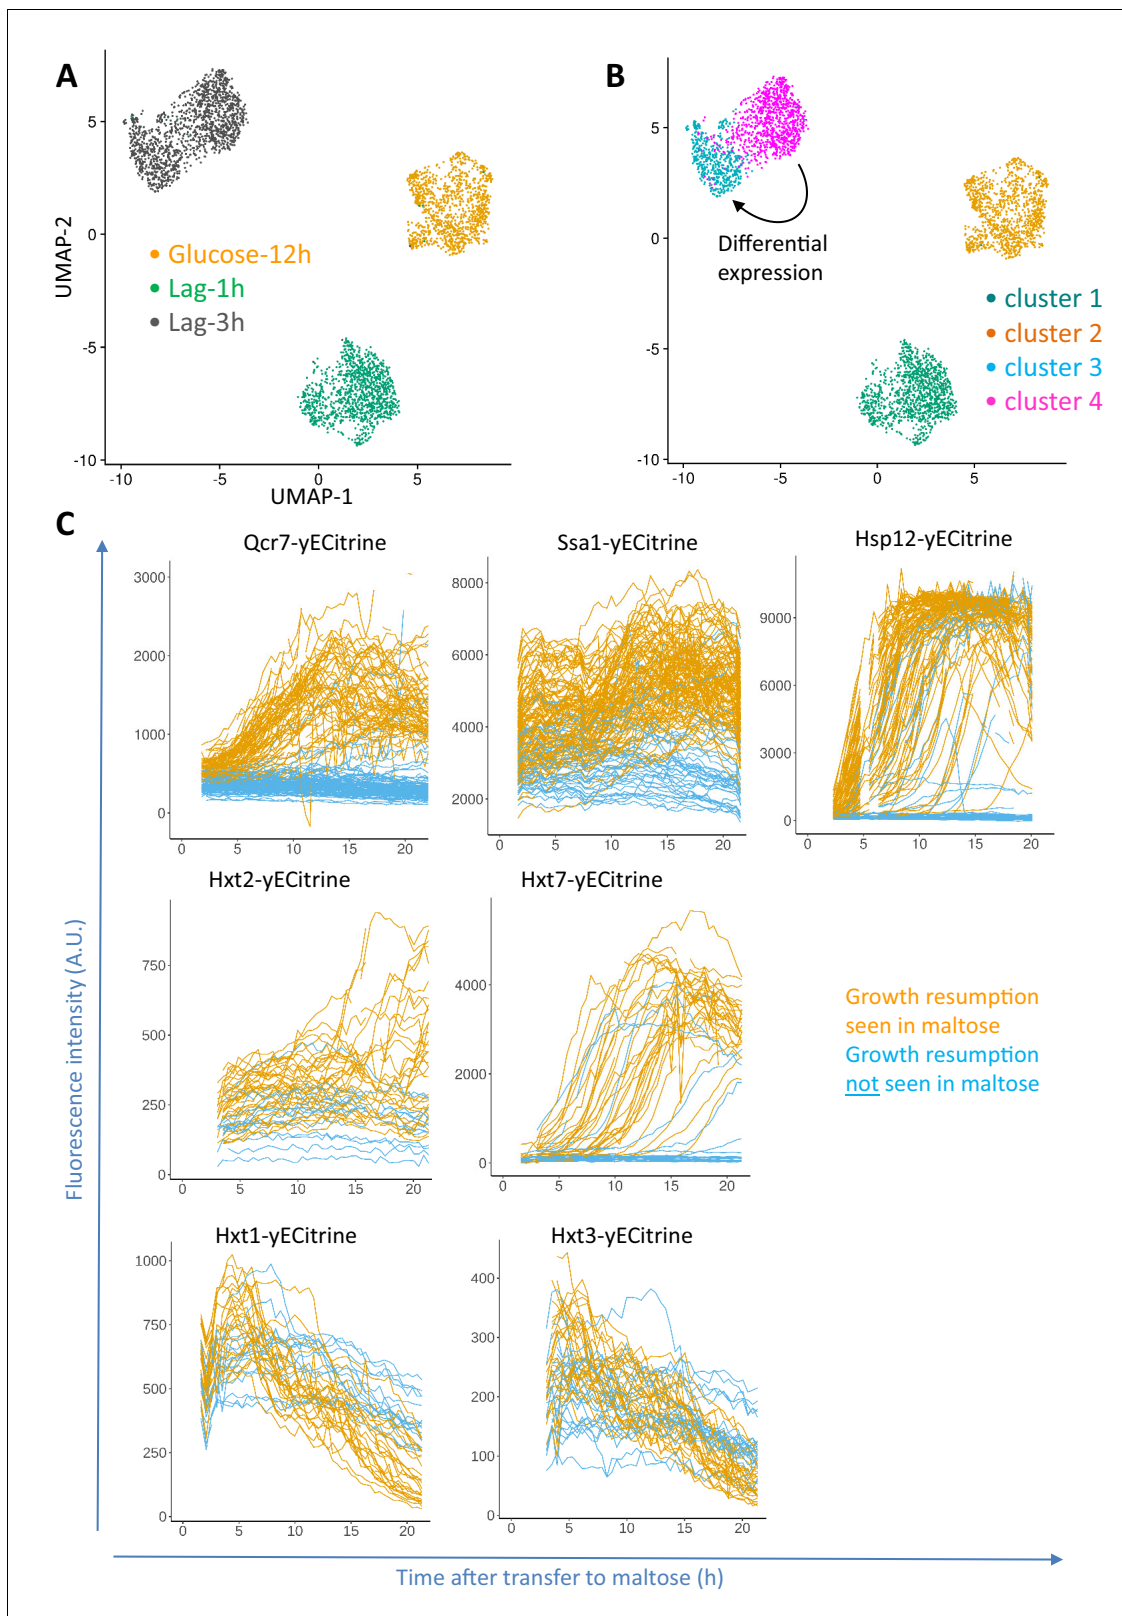 A
B
5
0
-5
-10
UMAP-2
Glucose-12h
Lag-1h
Lag-3h
-10
-5
0
5
UMAP-1
5
0
-5
-10
Differential
expression
cluster 1
cluster 2
cluster 3
cluster 4
-10
-5
0
5
C
Fluorescence intensity (A.U.)
Qcr7-yECitrine
3000
2000
1000
0
0
5
10
15
20
Ssa1-yECitrine
8000
6000
4000
2000
0
5
10
15
20
Hsp12-yECitrine
9000
6000
3000
0
0
5
10
15
20
Hxt2-yECitrine
750
500
250
0
0
5
10
15
20
Hxt7-yECitrine
4000
2000
0
0
5
10
15
20
Growth resumption
seen in maltose
Growth resumption
not seen in maltose
Hxt1-yECitrine
1000
750
500
250
0
0
5
10
15
20
Hxt3-yECitrine
400
300
200
100
0
0
5
10
15
20
Time after transfer to maltose (h)